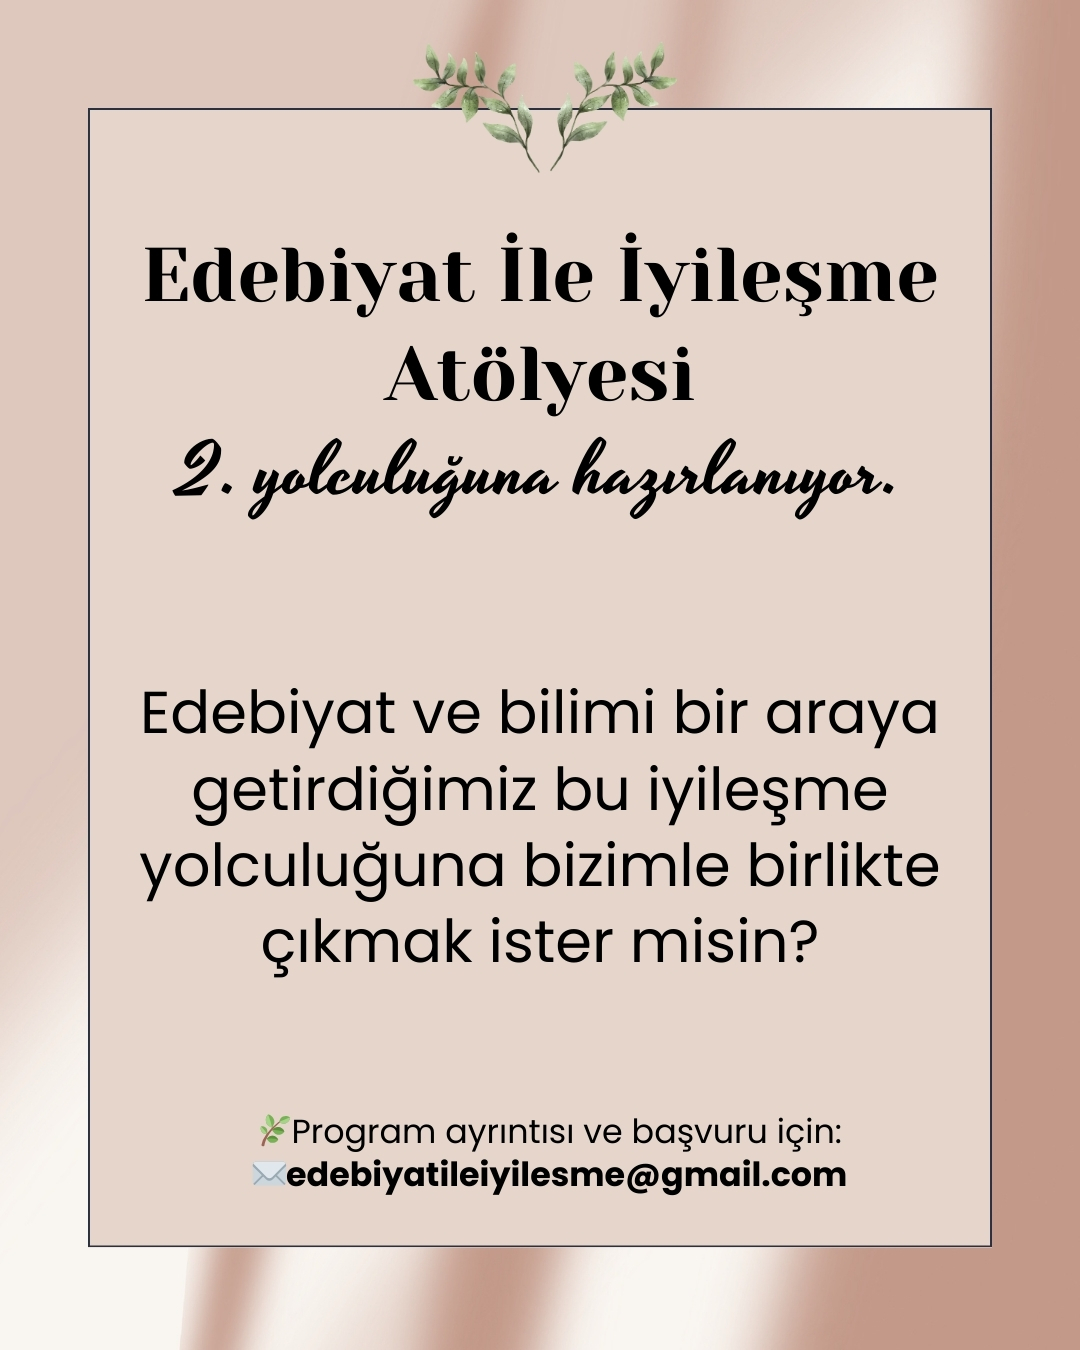 Edebiyat İle İyileşme
Atölyesi
2. yolculuğuna hazırlanıyor.
Edebiyat ve bilimi bir araya
getirdiğimiz bu iyileşme
yolculuğuna bizimle birlikte
çıkmak ister misin?
🌿Program ayrıntısı ve başvuru için:
✉️edebiyatileiyilesme@gmail.com